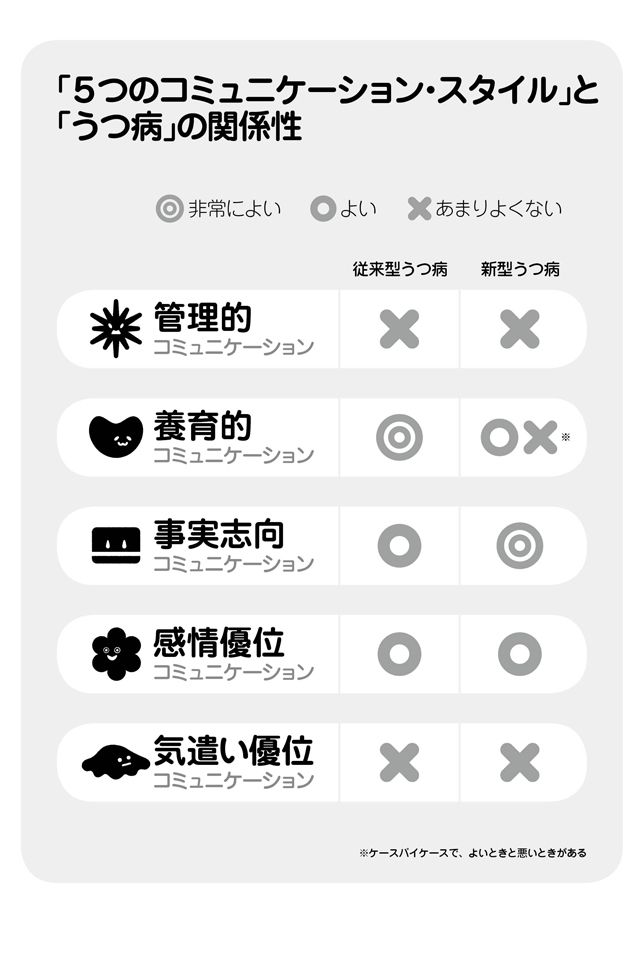 「5つのコミュニケーション・スタイル」と
「うつ病」の関係性
◎ 非常によい ○ よい × あまりよくない
従来型うつ病 新型うつ病
管理的
コミュニケーション
× ×
養育的
コミュニケーション
◎ ○×※
事実志向
コミュニケーション
○ ◎
感情優位
コミュニケーション
○ ○
気遣い優位
コミュニケーション
× ×
※ケースバイケースで、よいときと悪いときがある